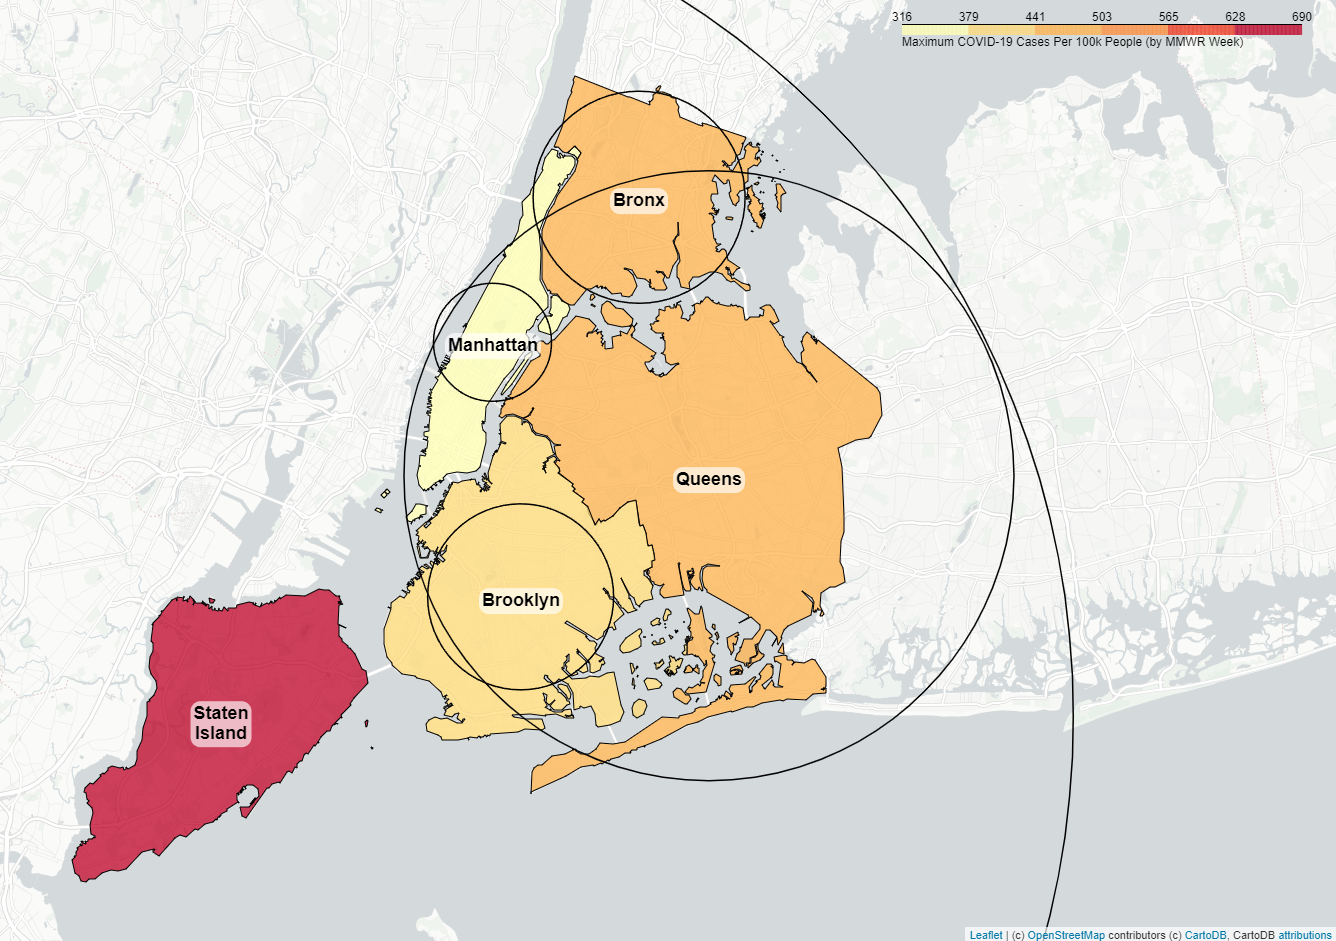 316 379 441 503 565 628 690
Maximum COVID-19 Cases Per 100k People (by MMWR Week)
Bronx
Manhattan
Queens
Brooklyn
Staten
Island
Leaflet | (c) OpenStreetMap contributors (c) CartoDB, CartoDB attributions